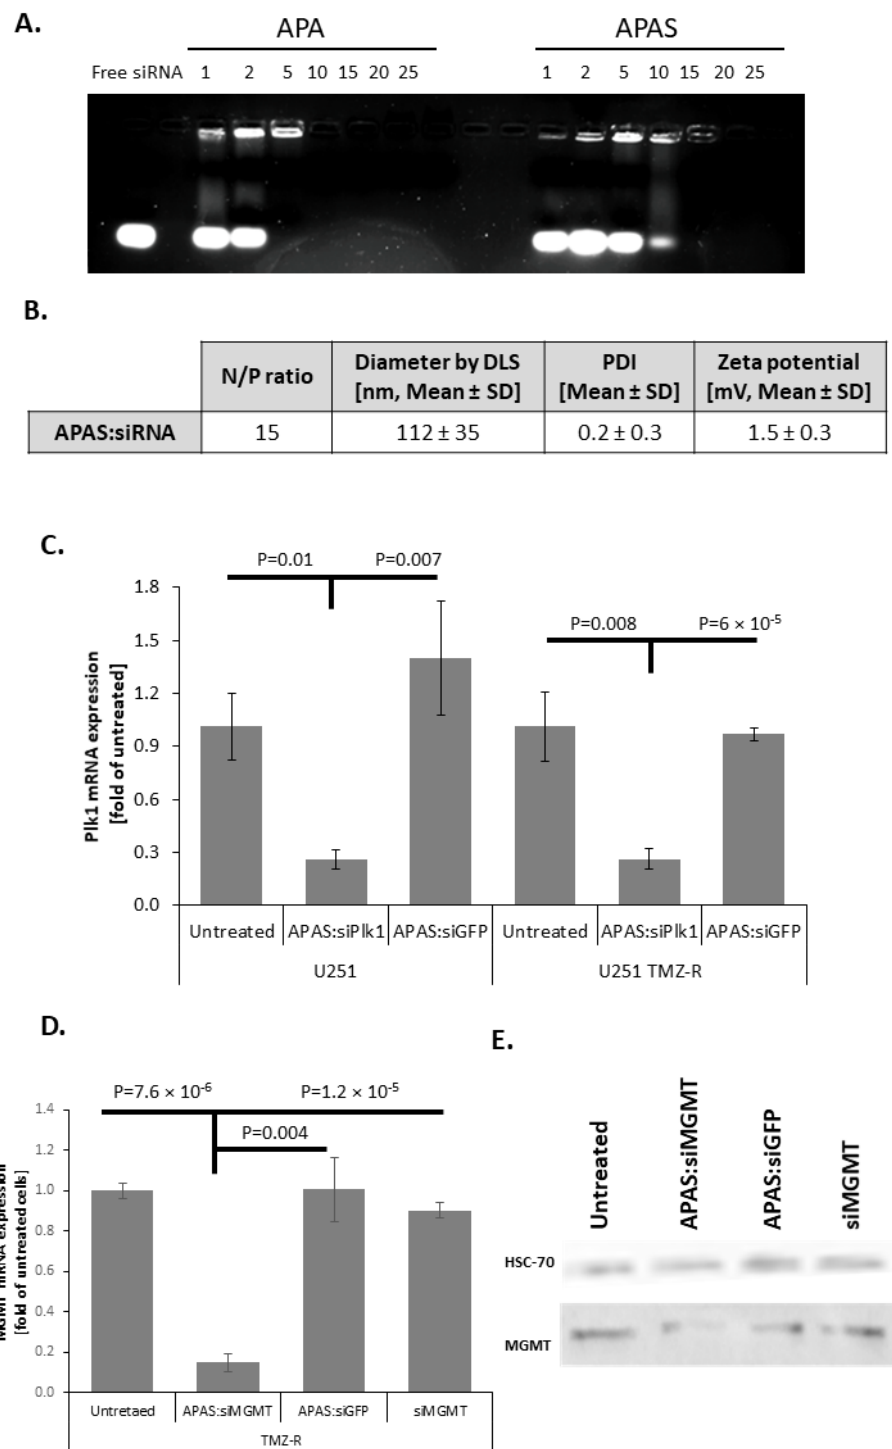 A.
APA APAS
Free siRNA 1 2 5 10 15 20 25 1 2 5 10 15 20 25
B.
N/P ratio Diameter by DLS [nm, Mean ± SD] PDI [Mean ± SD] Zeta potential [mV, Mean ± SD]
APAS:siRNA 15 112 ± 35 0.2 ± 0.3 1.5 ± 0.3
C.
P=0.01 P=0.007
P=0.008 P=6 × 10-5
Plk1 mRNA expression
[fold of untreated]
1.8
1.5
1.2
0.9
0.6
0.3
0.0
Untreated APAS:siPlk1 APAS:siGFP Untreated APAS:siPlk1 APAS:siGFP
U251 U251 TMZ-R
D.
P=7.6 × 10-6 P=1.2 × 10-5
P=0.004
expression
[fold of untreated cells]
1.4
1.2
1.0
0.8
0.6
0.4
0.2
0.0
Untretaed APAS:siMGMT APAS:siGFP siMGMT
TMZ-R
E.
Untreated APAS:siMGMT APAS:siGFP siMGMT
HSC-70
MGMT